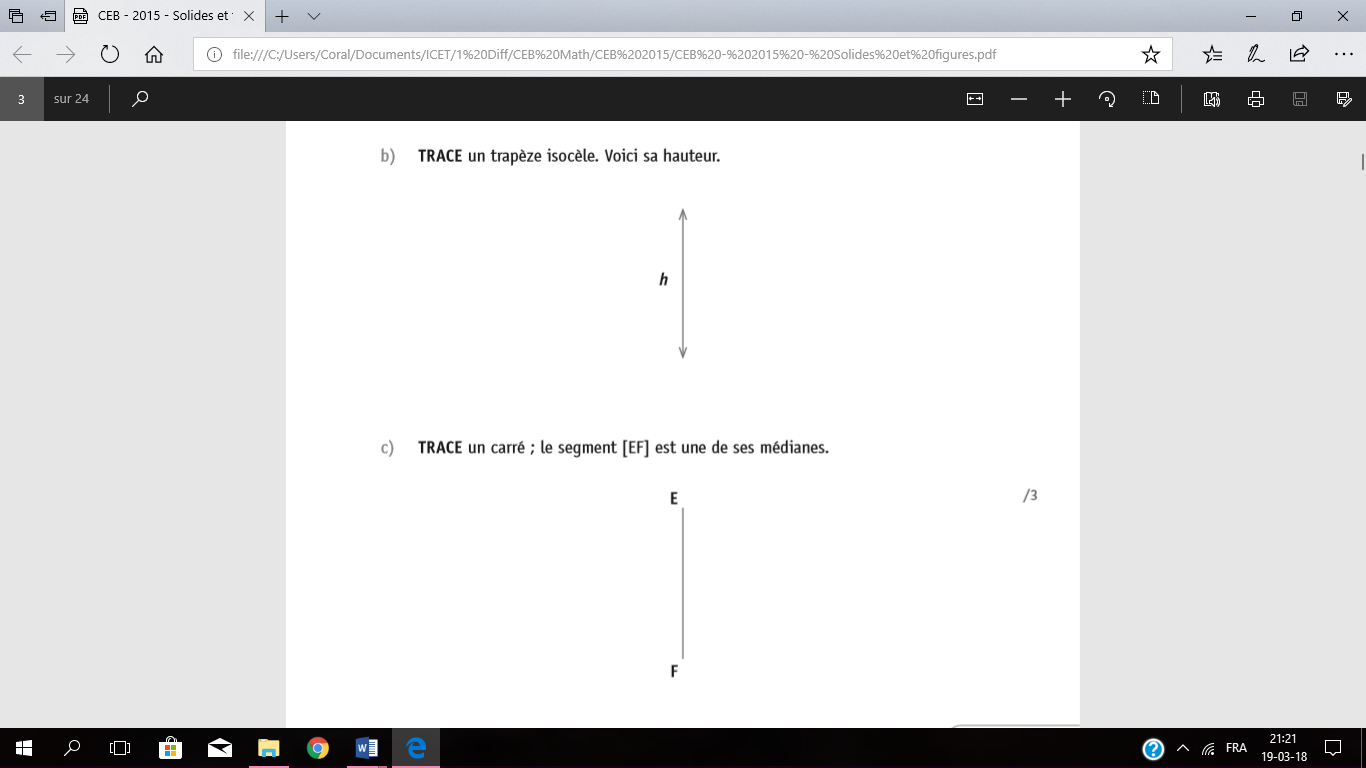 CEB - 2015 - Solides et
file:///C:/Users/Coral/Documents/ICET/1%20Diff/CEB%20Math/CEB%202015/CEB%20-%202015%20-%20Solides%20et%20figures.pdf
3 sur 24
b) TRACE un trapèze isocèle. Voici sa hauteur.
h
c) TRACE un carré ; le segment [EF] est une de ses médianes.
E
/3
F
FRA
21:21
19-03-18